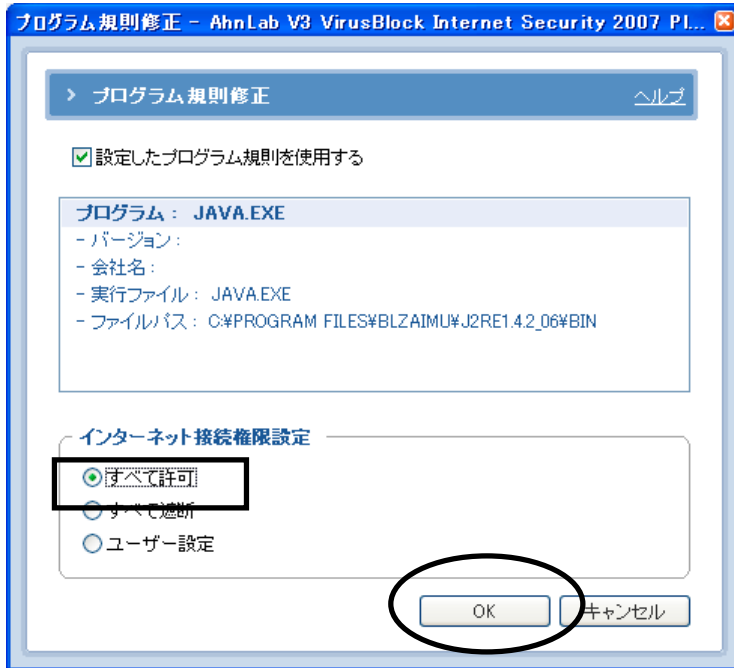 プログラム規則修正 - AhnLab V3 VirusBlock Internet Security 2007 Pl...
> プログラム規則修正 ヘルプ
設定したプログラム規則を使用する
プログラム： JAVA.EXE
- バージョン：
- 会社名：
- 実行ファイル： JAVA.EXE
- ファイルパス： C:¥PROGRAM FILES¥BLZAIMU¥J2RE1.4.2_06¥BIN
インターネット接続権限設定
すべて許可
すべて遮断
ユーザー設定
OK キャンセル